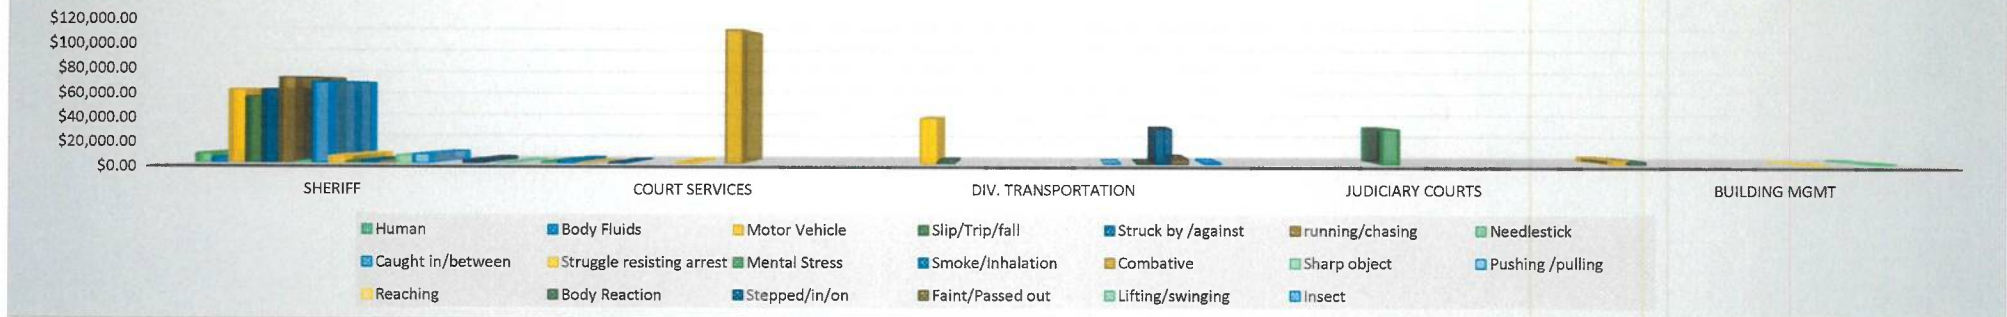 $120,000.00
$100,000.00
$80,000.00
$60,000.00
$40,000.00
$20,000.00
$0.00
SHERIFF COURT SERVICES DIV. TRANSPORTATION JUDICIARY COURTS BUILDING MGMT
Human Body Fluids Motor Vehicle Slip/Trip/fall Struck by /against running/chasing Needlestick
Caught in/between Struggle resisting arrest Mental Stress Smoke/Inhalation Combative Sharp object Pushing /pulling
Reaching Body Reaction Stepped/in/on Faint/Passed out Lifting/swinging Insect